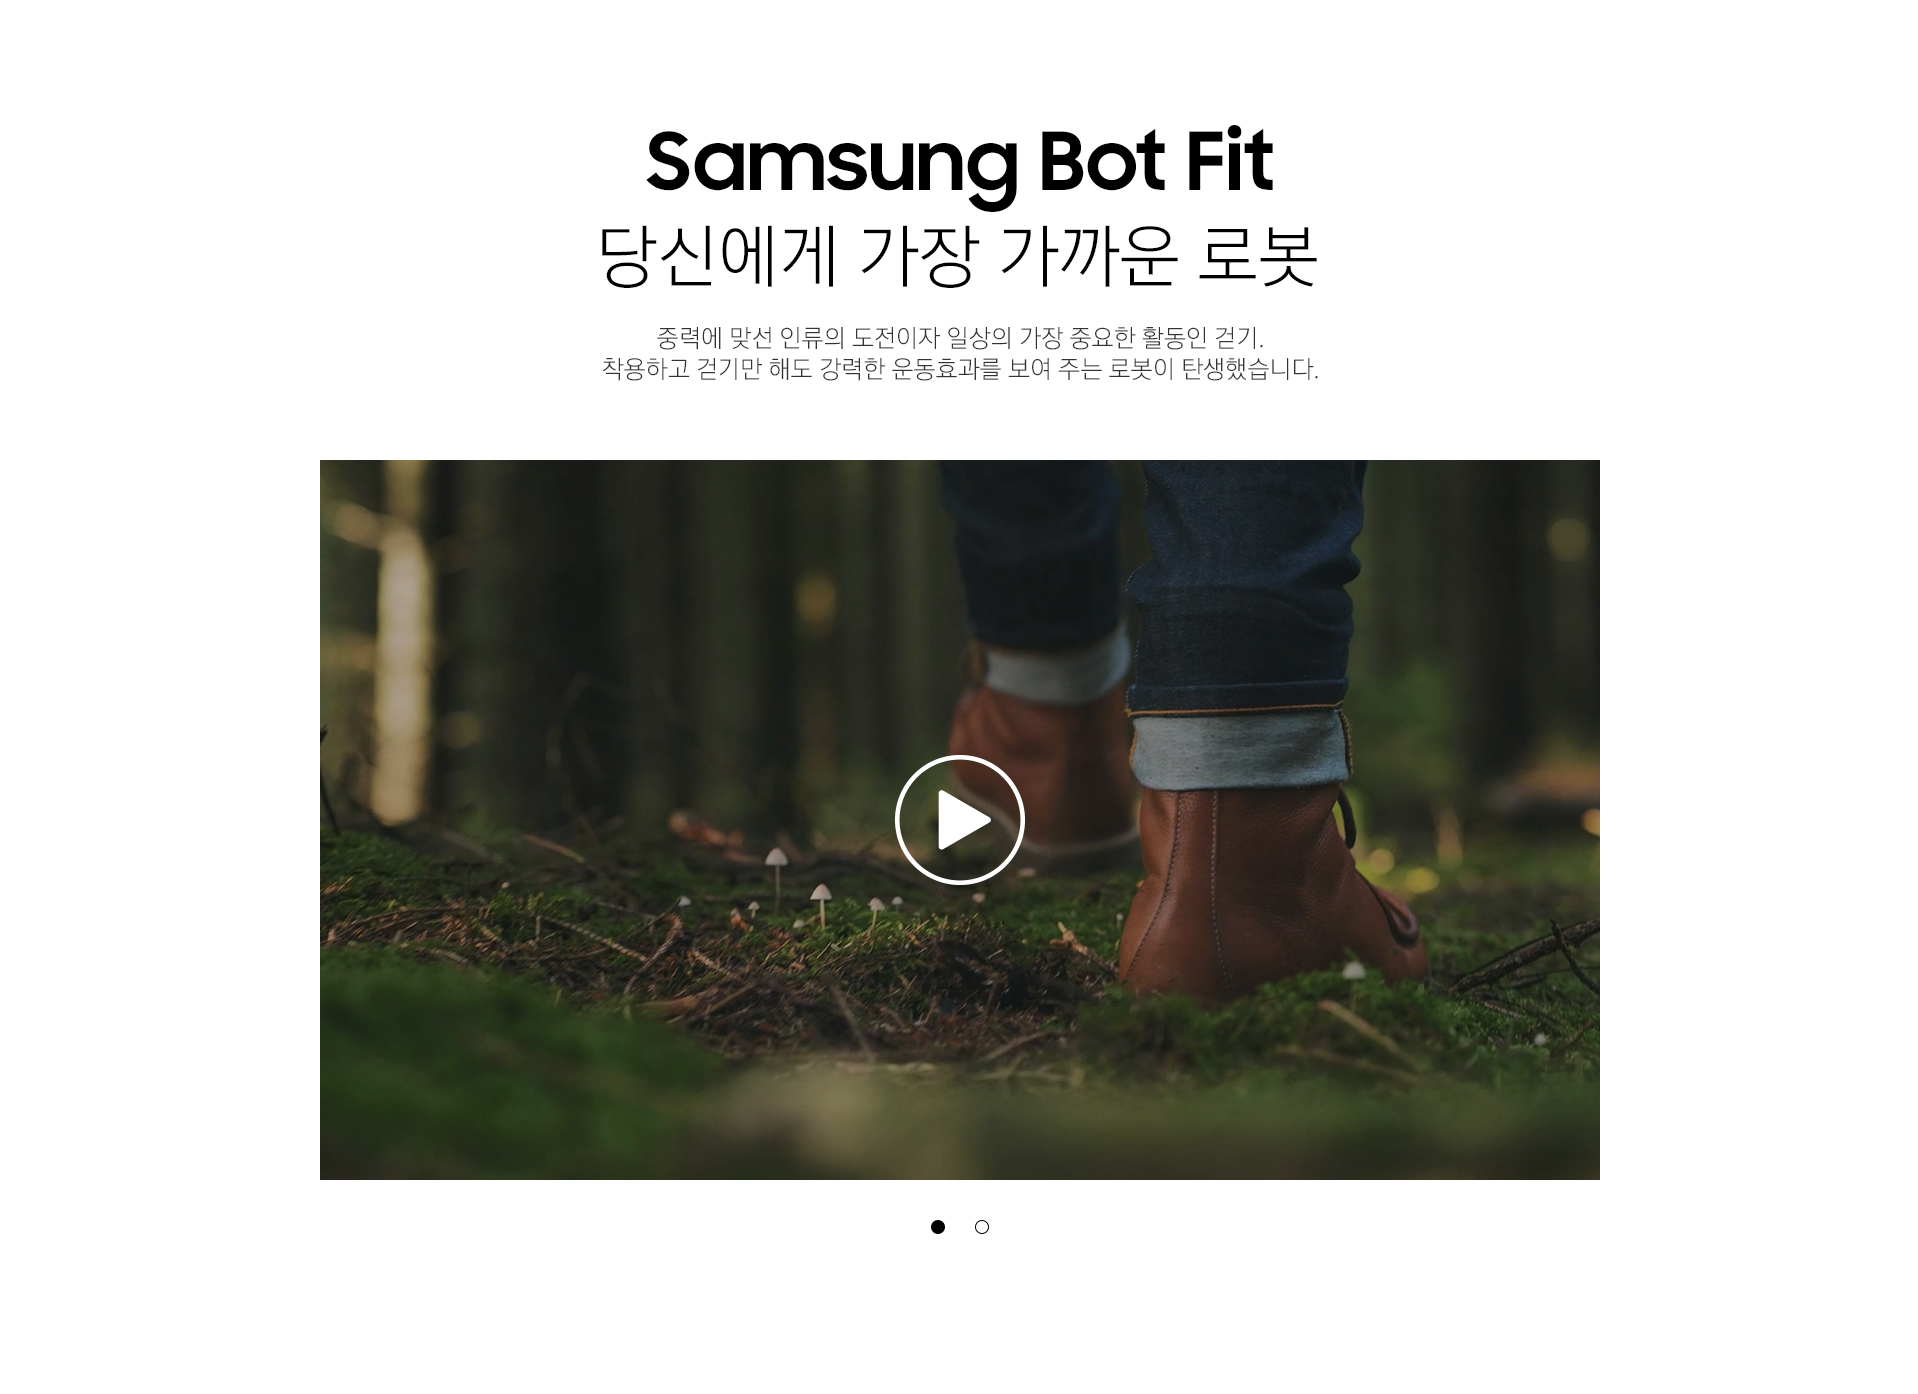 Samsung Bot Fit
당신에게 가장 가까운 로봇
중력에 맞선 인류의 도전이자 일상의 가장 중요한 활동인 걷기.
착용하고 걷기만 해도 강력한 운동효과를 보여 주는 로봇이 탄생했습니다.